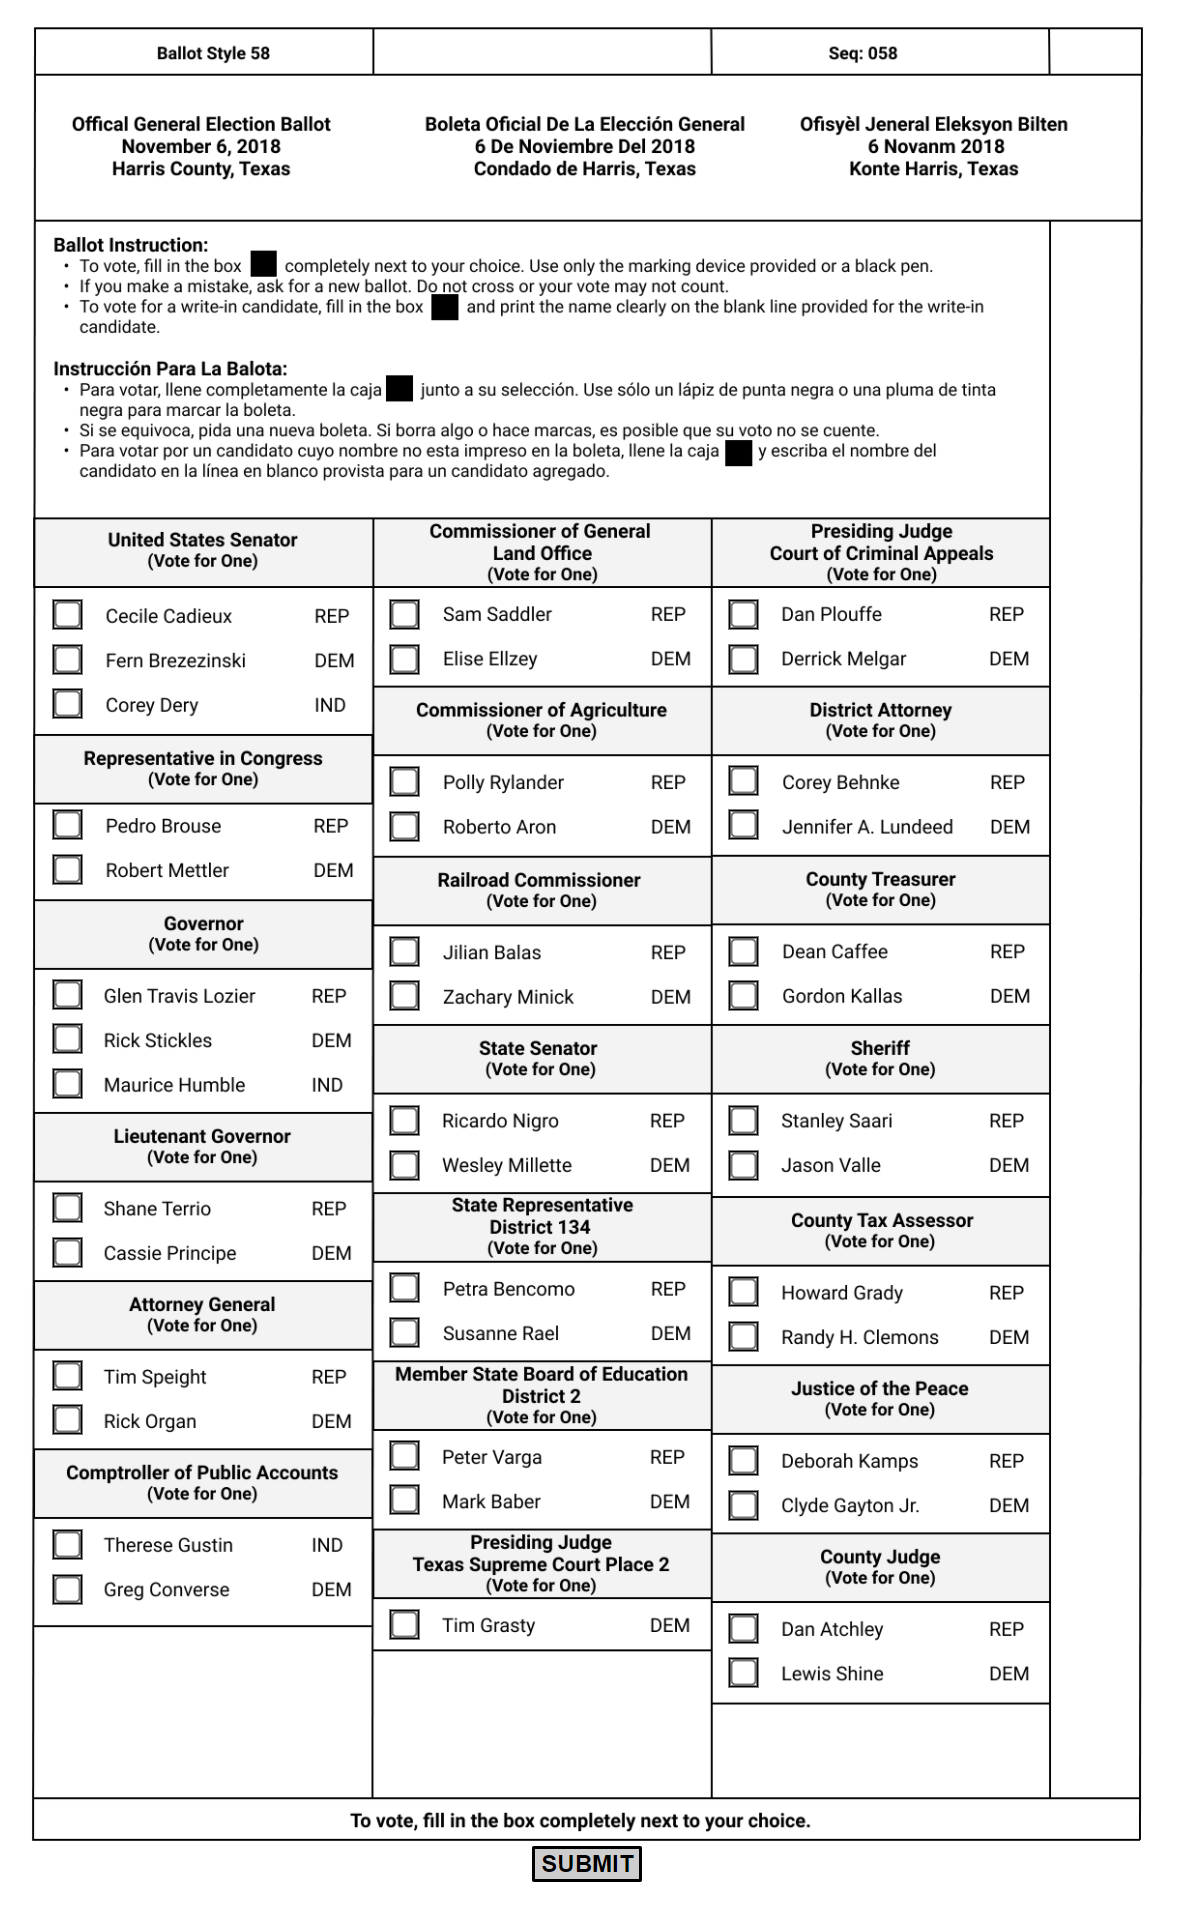 Ballot Style 58
Seq: 058
Offical General Election Ballot
November 6, 2018
Harris County, Texas
Boleta Oficial De La Elección General
6 De Noviembre Del 2018
Condado de Harris, Texas
Ofisyèl Jeneral Eleksyon Bilten
6 Novanm 2018
Konte Harris, Texas
Ballot Instruction:
• To vote, fill in the box completely next to your choice. Use only the marking device provided or a black pen.
• If you make a mistake, ask for a new ballot. Do not cross or your vote may not count.
• To vote for a write-in candidate, fill in the box and print the name clearly on the blank line provided for the write-in
candidate.
Instrucción Para La Balota:
• Para votar, llene completamente la caja junto a su selección. Use sólo un lápiz de punta negra o una pluma de tinta
negra para marcar la boleta.
• Si se equivoca, pida una nueva boleta. Si borra algo o hace marcas, es posible que su voto no se cuente.
• Para votar por un candidato cuyo nombre no esta impreso en la boleta, llene la caja y escriba el nombre del
candidato en la línea en blanco provista para un candidato agregado.
United States Senator
(Vote for One)
Cecile Cadieux REP
Fern Brezezinski DEM
Corey Dery IND
Representative in Congress
(Vote for One)
Pedro Brouse REP
Robert Mettler DEM
Governor
(Vote for One)
Glen Travis Lozier REP
Rick Stickles DEM
Maurice Humble IND
Lieutenant Governor
(Vote for One)
Shane Terrio REP
Cassie Principe DEM
Attorney General
(Vote for One)
Tim Speight REP
Rick Organ DEM
Comptroller of Public Accounts
(Vote for One)
Therese Gustin IND
Greg Converse DEM
Commissioner of General
Land Office
(Vote for One)
Sam Saddler REP
Elise Ellzey DEM
Commissioner of Agriculture
(Vote for One)
Polly Rylander REP
Roberto Aron DEM
Railroad Commissioner
(Vote for One)
Jilian Balas REP
Zachary Minick DEM
State Senator
(Vote for One)
Ricardo Nigro REP
Wesley Millette DEM
State Representative
District 134
(Vote for One)
Petra Bencomo REP
Susanne Rael DEM
Member State Board of Education
District 2
(Vote for One)
Peter Varga REP
Mark Baber DEM
Presiding Judge
Texas Supreme Court Place 2
(Vote for One)
Tim Grasty DEM
Presiding Judge
Court of Criminal Appeals
(Vote for One)
Dan Plouffe REP
Derrick Melgar DEM
District Attorney
(Vote for One)
Corey Behnke REP
Jennifer A. Lundeed DEM
County Treasurer
(Vote for One)
Dean Caffee REP
Gordon Kallas DEM
Sheriff
(Vote for One)
Stanley Saari REP
Jason Valle DEM
County Tax Assessor
(Vote for One)
Howard Grady REP
Randy H. Clemons DEM
Justice of the Peace
(Vote for One)
Deborah Kamps REP
Clyde Gayton Jr. DEM
County Judge
(Vote for One)
Dan Atchley REP
Lewis Shine DEM
To vote, fill in the box completely next to your choice.
SUBMIT